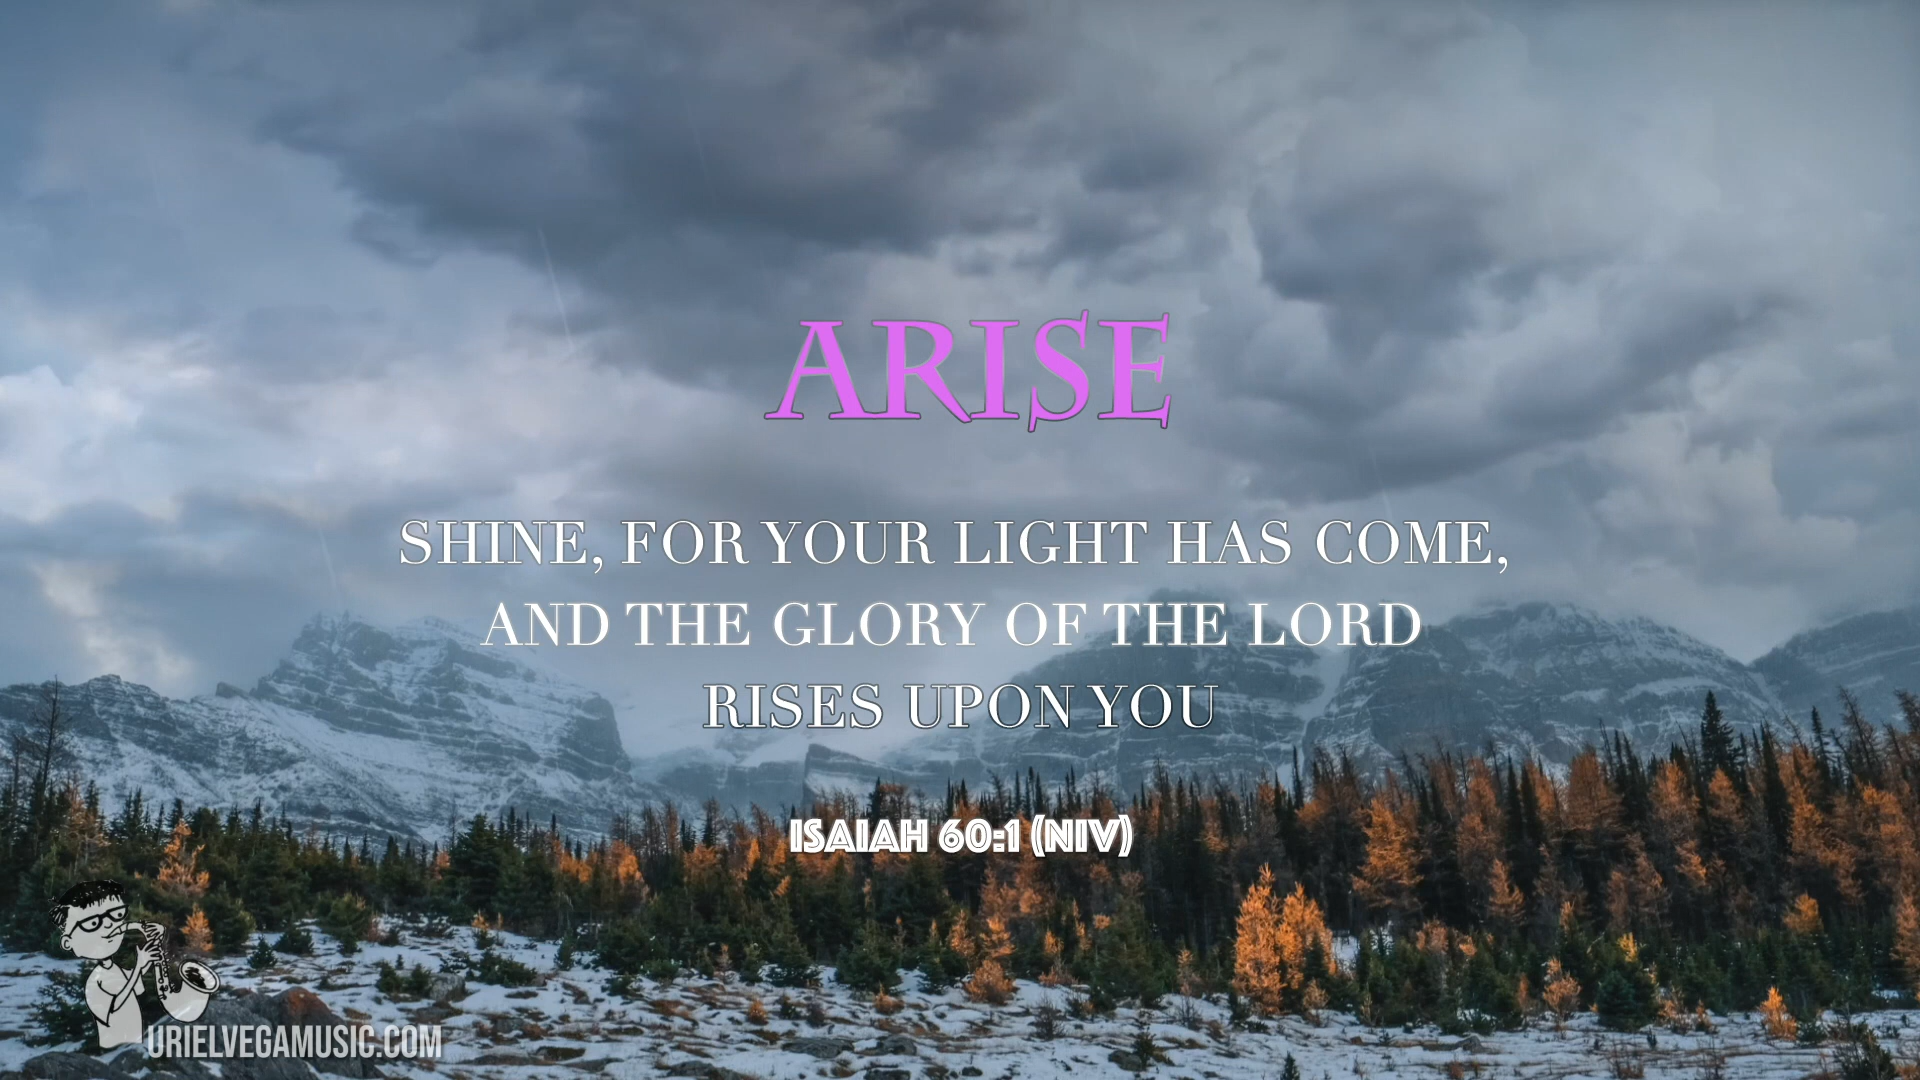 ARISE
SHINE, FOR YOUR LIGHT HAS COME,
AND THE GLORY OF THE LORD
RISES UPON YOU
ISAIAH 60:1 (NIV)
URIELVEGAMUSIC.COM